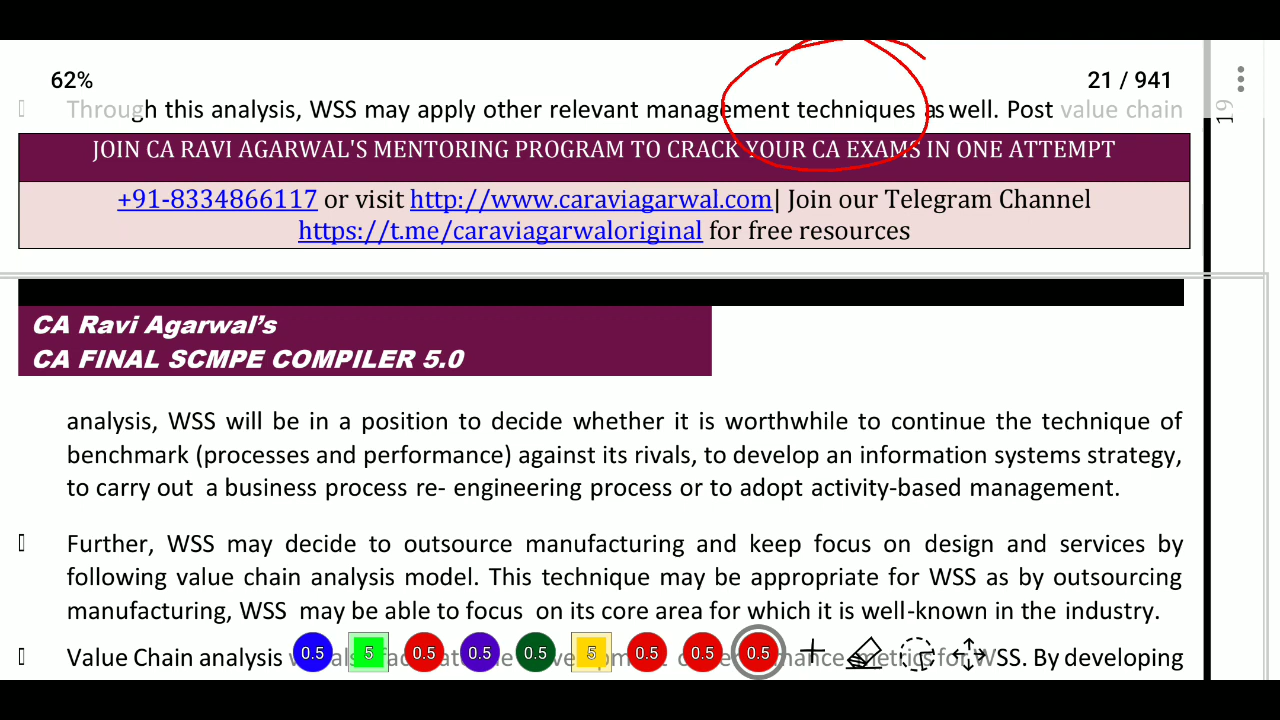 62%
21 / 941
Through this analysis, WSS may apply other relevant management techniques as well. Post value chain
19
JOIN CA RAVI AGARWAL'S MENTORING PROGRAM TO CRACK YOUR CA EXAMS IN ONE ATTEMPT
+91-8334866117 or visit http://www.caraviagarwal.com| Join our Telegram Channel
https://t.me/caraviagarwaloriginal for free resources
CA Ravi Agarwal's
CA FINAL SCMPE COMPILER 5.0
analysis, WSS will be in a position to decide whether it is worthwhile to continue the technique of
benchmark (processes and performance) against its rivals, to develop an information systems strategy,
to carry out a business process re- engineering process or to adopt activity-based management.
Further, WSS may decide to outsource manufacturing and keep focus on design and services by
following value chain analysis model. This technique may be appropriate for WSS as by outsourcing
manufacturing, WSS may be able to focus on its core area for which it is well-known in the industry.
Value Chain analysis metrics for WSS. By developing
0.5 5 0.5 0.5 0.5 5 0.5 0.5 0.5